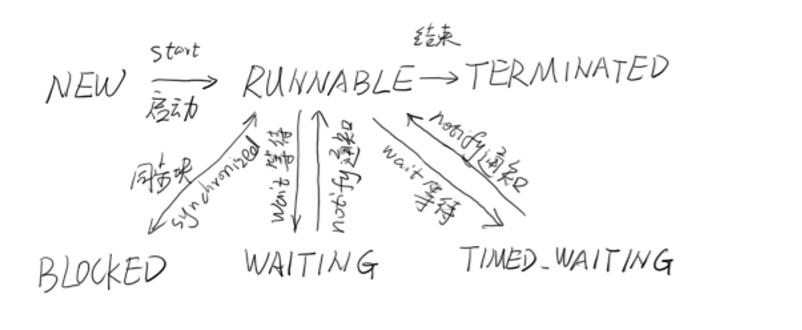 start
结束
NEW
RUNNABLE
TERMINATED
启动
同步块
synchronized
wait 等待
notify 通知
wait 等待
notify 通知
BLOCKED
WAITING
TIMED_WAITING